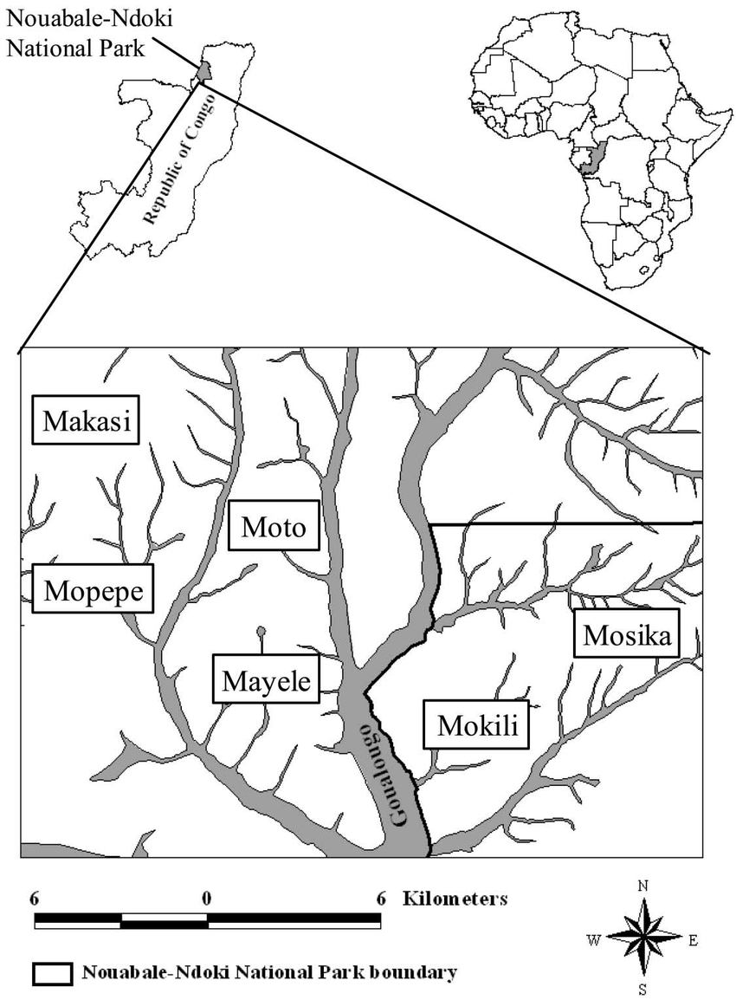 Nouabale-Ndoki
National Park
Republic of Congo
Makasi
Moto
Mopepe
Mosika
Mayele
Mokili
Goualougo
6 0 6 Kilometers
N
W E
S
Nouabale-Ndoki National Park boundary